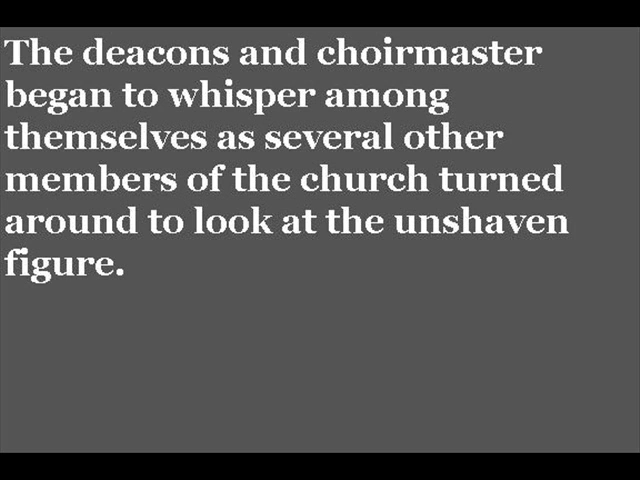 The deacons and choirmaster
began to whisper among
themselves as several other
members of the church turned
around to look at the unshaven
figure.